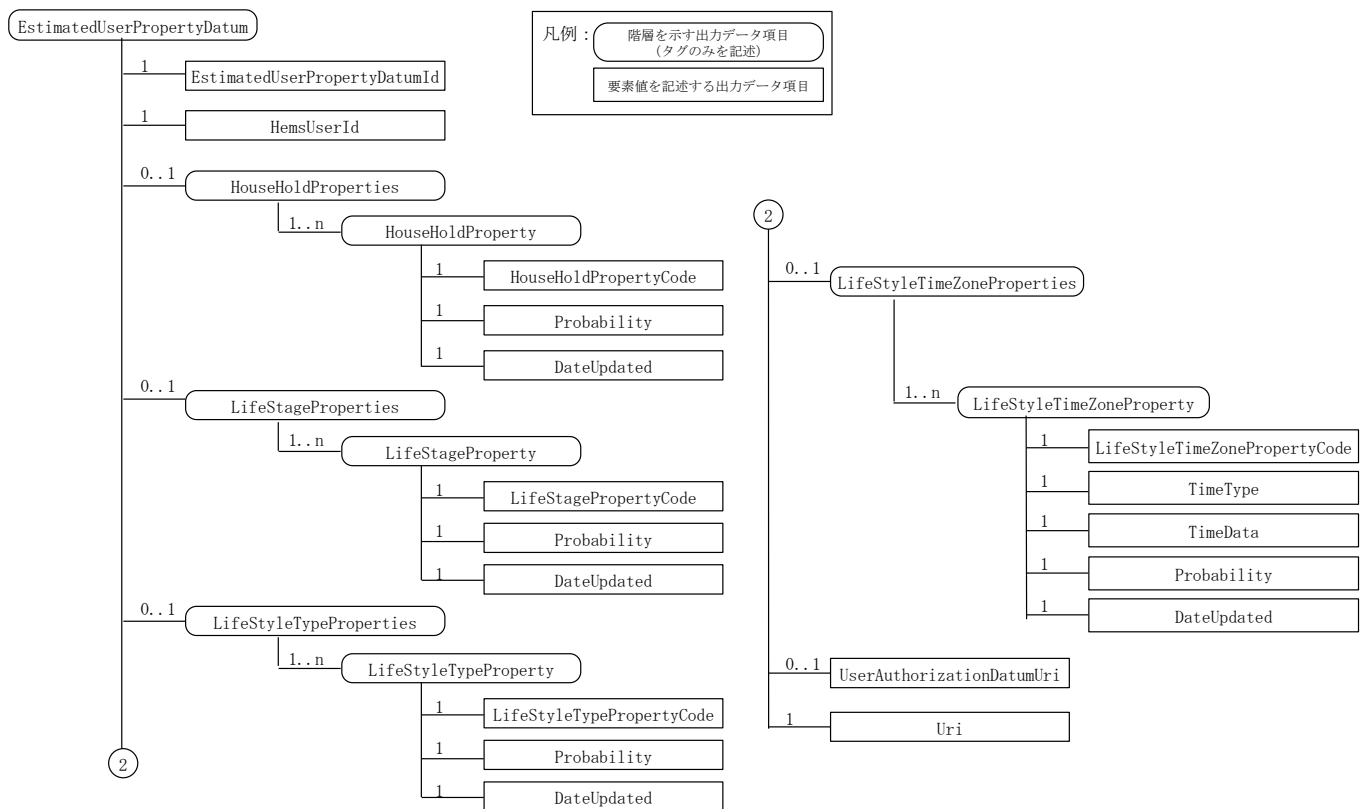 EstimatedUserPropertyDatum
1
EstimatedUserPropertyDatumId
1
HemsUserId
0..1
HouseHoldProperties
1..n
HouseHoldProperty
1
HouseHoldPropertyCode
1
Probability
1
DateUpdated
0..1
LifeStageProperties
1..n
LifeStageProperty
1
LifeStagePropertyCode
1
Probability
1
DateUpdated
0..1
LifeStyleTypeProperties
1..n
LifeStyleTypeProperty
1
LifeStyleTypePropertyCode
1
Probability
1
DateUpdated
2
凡例：
階層を示す出力データ項目
（タグのみを記述）
要素値を記述する出力データ項目
2
0..1
LifeStyleTimeZoneProperties
1..n
LifeStyleTimeZoneProperty
1
LifeStyleTimeZonePropertyCode
1
TimeType
1
TimeData
1
Probability
1
DateUpdated
0..1
UserAuthorizationDatumUri
1
Uri